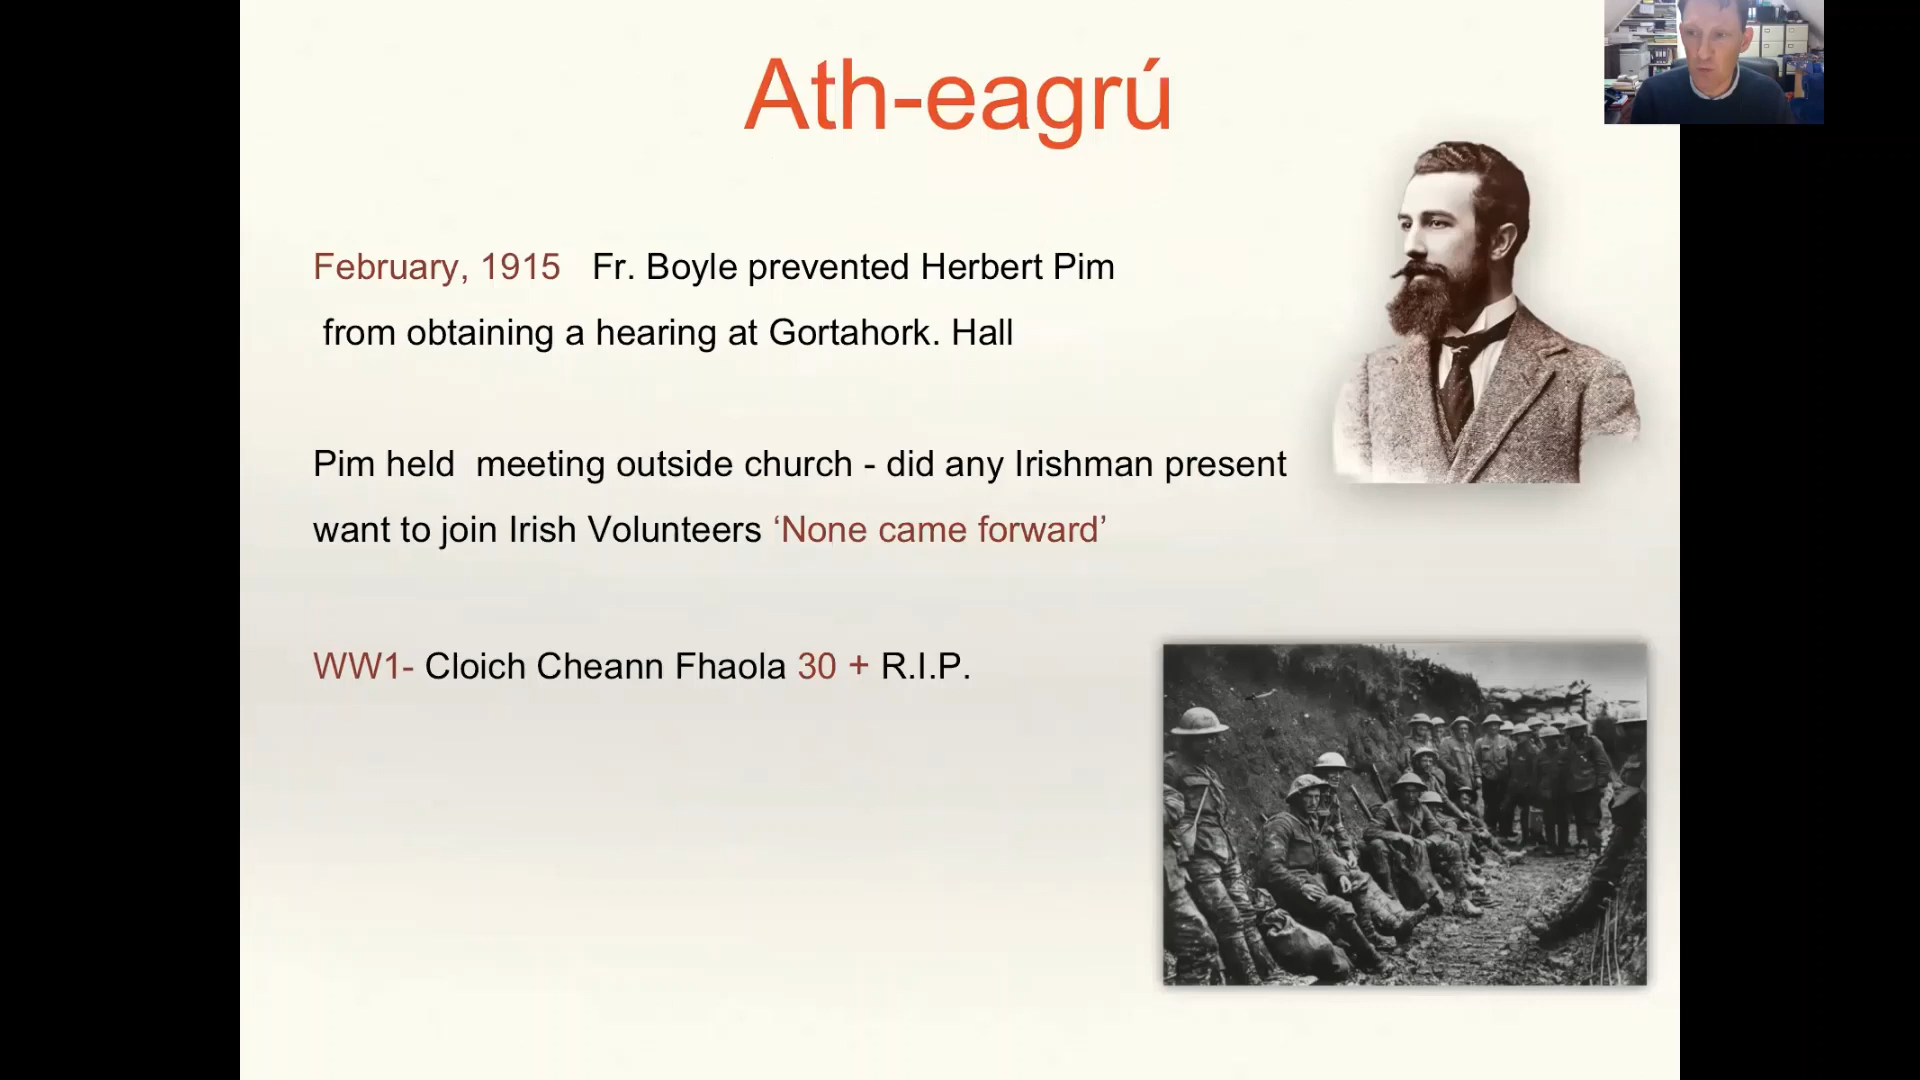 Ath-eagrú
February, 1915 Fr. Boyle prevented Herbert Pim
from obtaining a hearing at Gortahork. Hall
Pim held meeting outside church - did any Irishman present
want to join Irish Volunteers ‘None came forward’
WW1- Cloich Cheann Fhaola 30 + R.I.P.